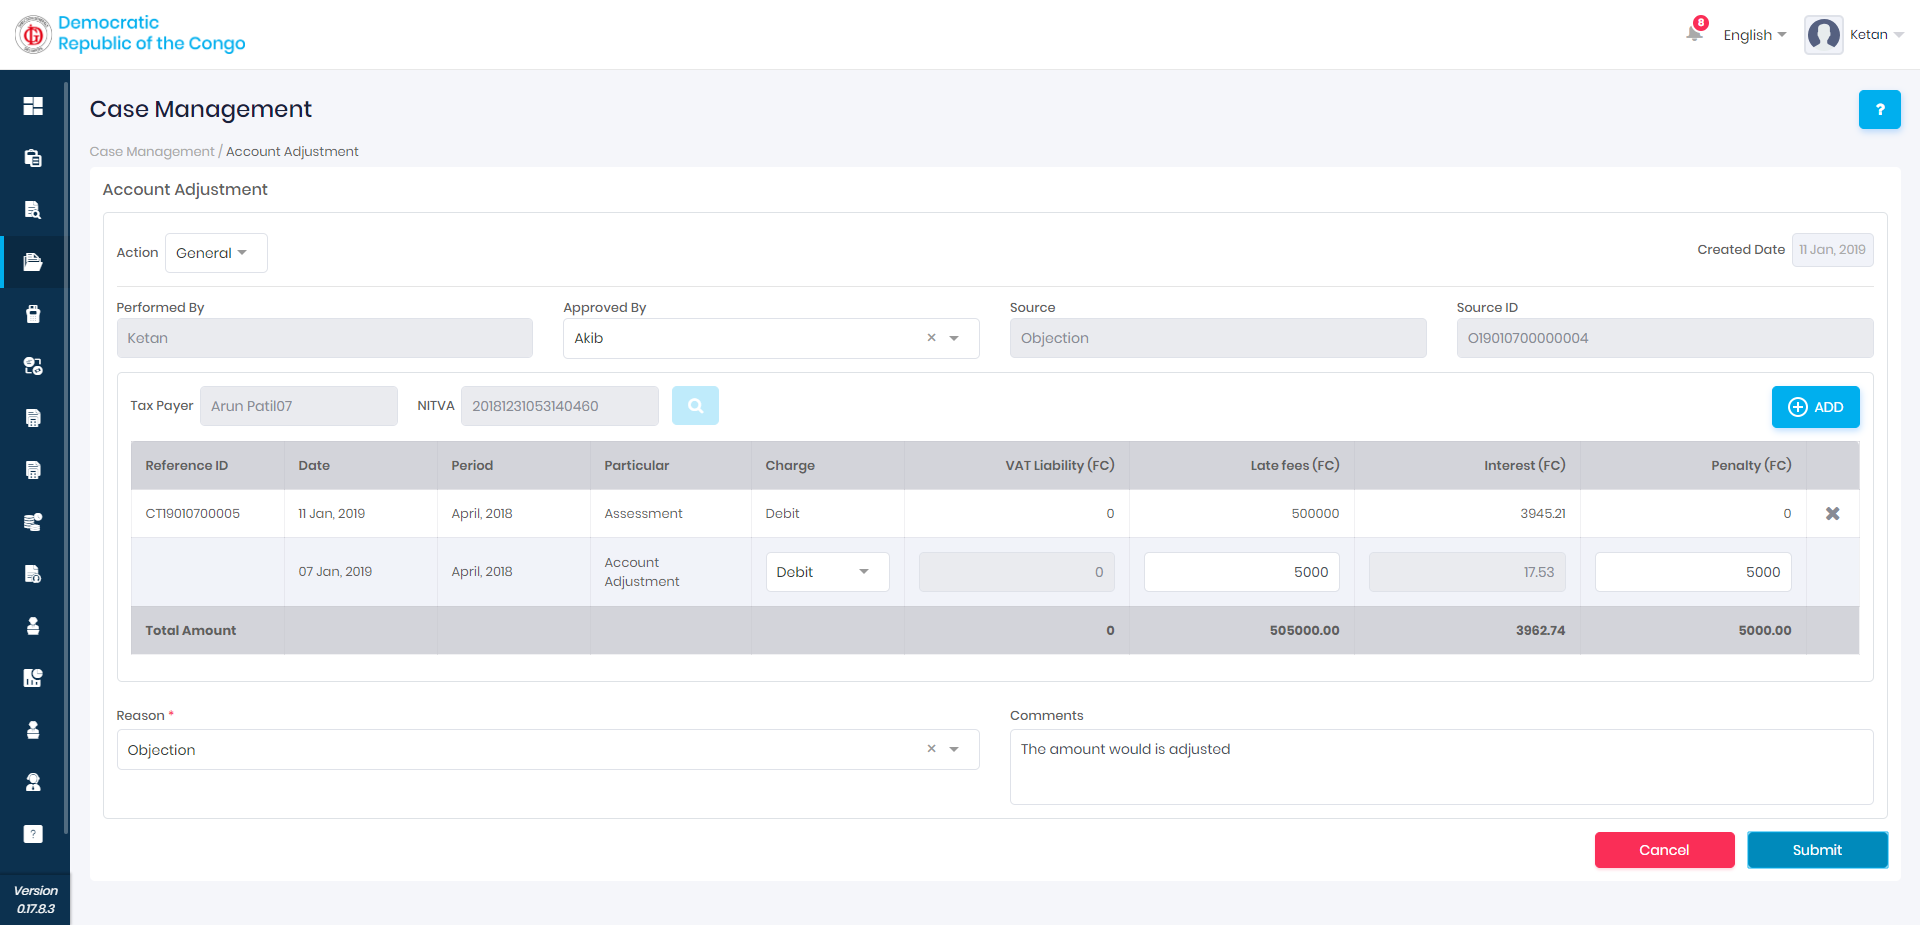 Democratic
Republic of the Congo
8
English
Ketan
Case Management
?
Case Management / Account Adjustment
Account Adjustment
Action
General
Created Date
11 Jan, 2019
Performed By
Approved By
Source
Source ID
Ketan
Akib
×
Objection
O19010700000004
Tax Payer
Arun Patil07
NITVA
20181231053140460
ADD
Reference ID
Date
Period
Particular
Charge
VAT Liability (FC)
Late fees (FC)
Interest (FC)
Penalty (FC)
CT19010700005
11 Jan, 2019
April, 2018
Assessment
Debit
0
500000
3945.21
0
07 Jan, 2019
April, 2018
Account
Adjustment
Debit
0
5000
17.53
5000
Total Amount
0
505000.00
3962.74
5000.00
Reason *
Comments
Objection
×
The amount would is adjusted
Cancel
Submit
?
Version
0.17.8.3